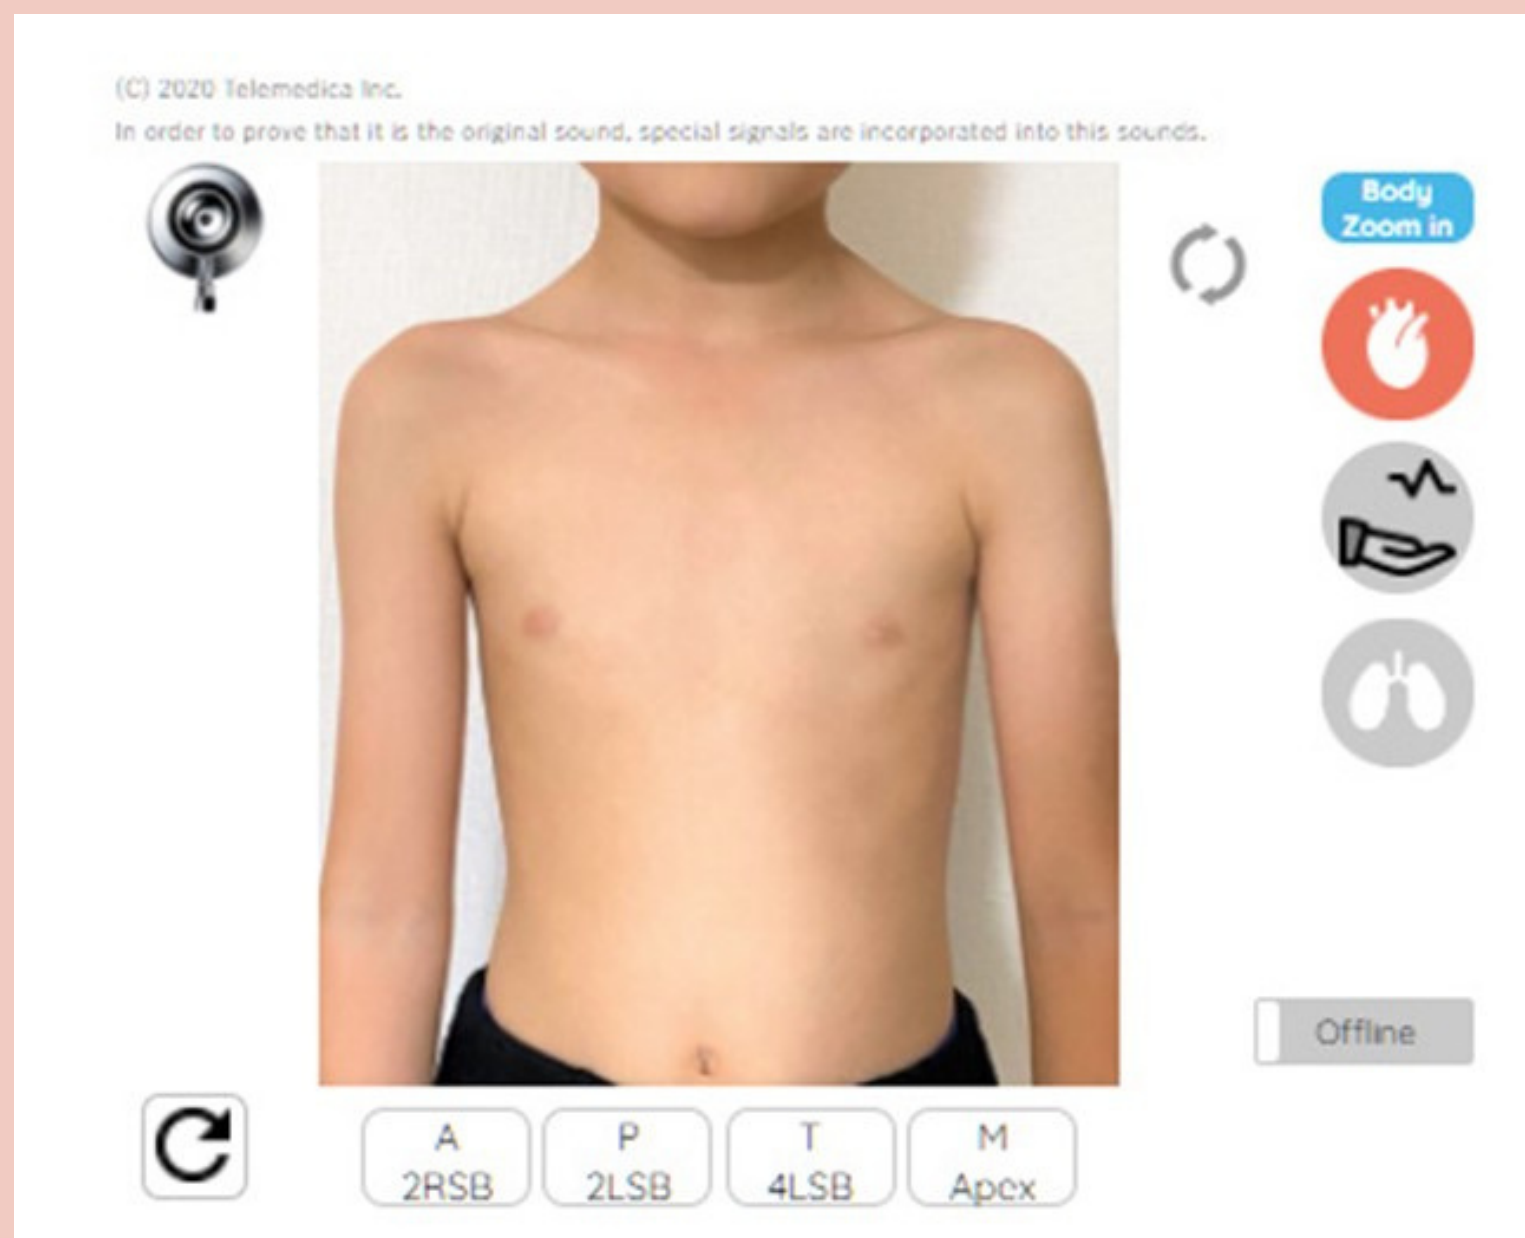 (C) 2020 Telemedica Inc.
In order to prove that it is the original sound, special signals are incorporated into this sounds.
Body
Zoom in
Offline
A
2RSB
P
2LSB
T
4LSB
M
Apex